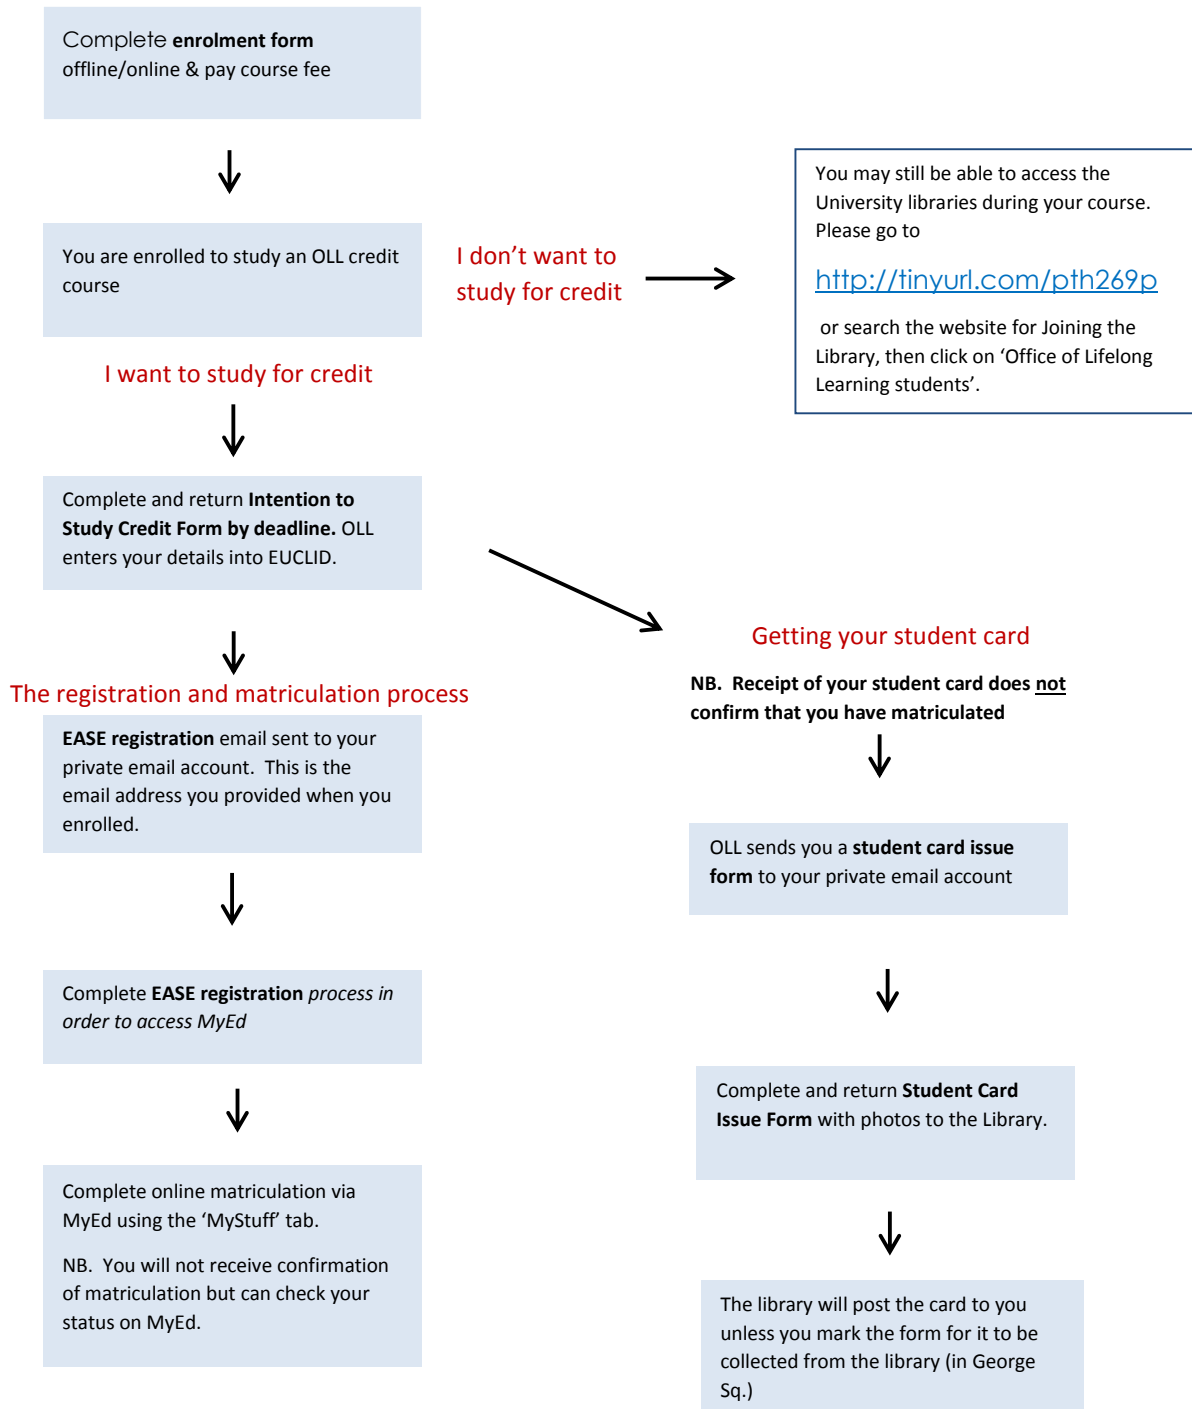 Complete enrolment form
offline/online & pay course fee
You are enrolled to study an OLL credit
course
I don’t want to
study for credit
You may still be able to access the
University libraries during your course.
Please go to
http://tinyurl.com/pth269p
or search the website for Joining the
Library, then click on ‘Office of Lifelong
Learning students’.
I want to study for credit
Complete and return Intention to
Study Credit Form by deadline. OLL
enters your details into EUCLID.
The registration and matriculation process
EASE registration email sent to your
private email account.  This is the
email address you provided when you
enrolled.
Complete EASE registration process in
order to access MyEd
Complete online matriculation via
MyEd using the ‘MyStuff’ tab.
NB.  You will not receive confirmation
of matriculation but can check your
status on MyEd.
Getting your student card
NB.  Receipt of your student card does not
confirm that you have matriculated
OLL sends you a student card issue
form to your private email account
Complete and return Student Card
Issue Form with photos to the Library.
The library will post the card to you
unless you mark the form for it to be
collected from the library (in George
Sq.)